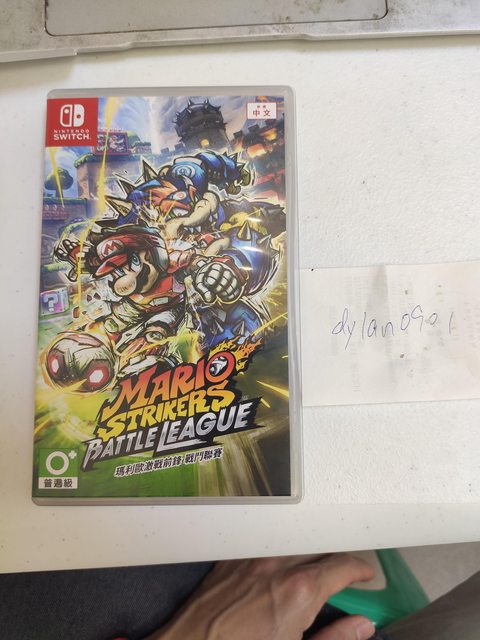 NINTENDO
SWITCH
中文
MARIO
STRIKERS
BATTLE LEAGUE
瑪利歐激戰前鋒 戰鬥聯賽
普遍級
dylan0901